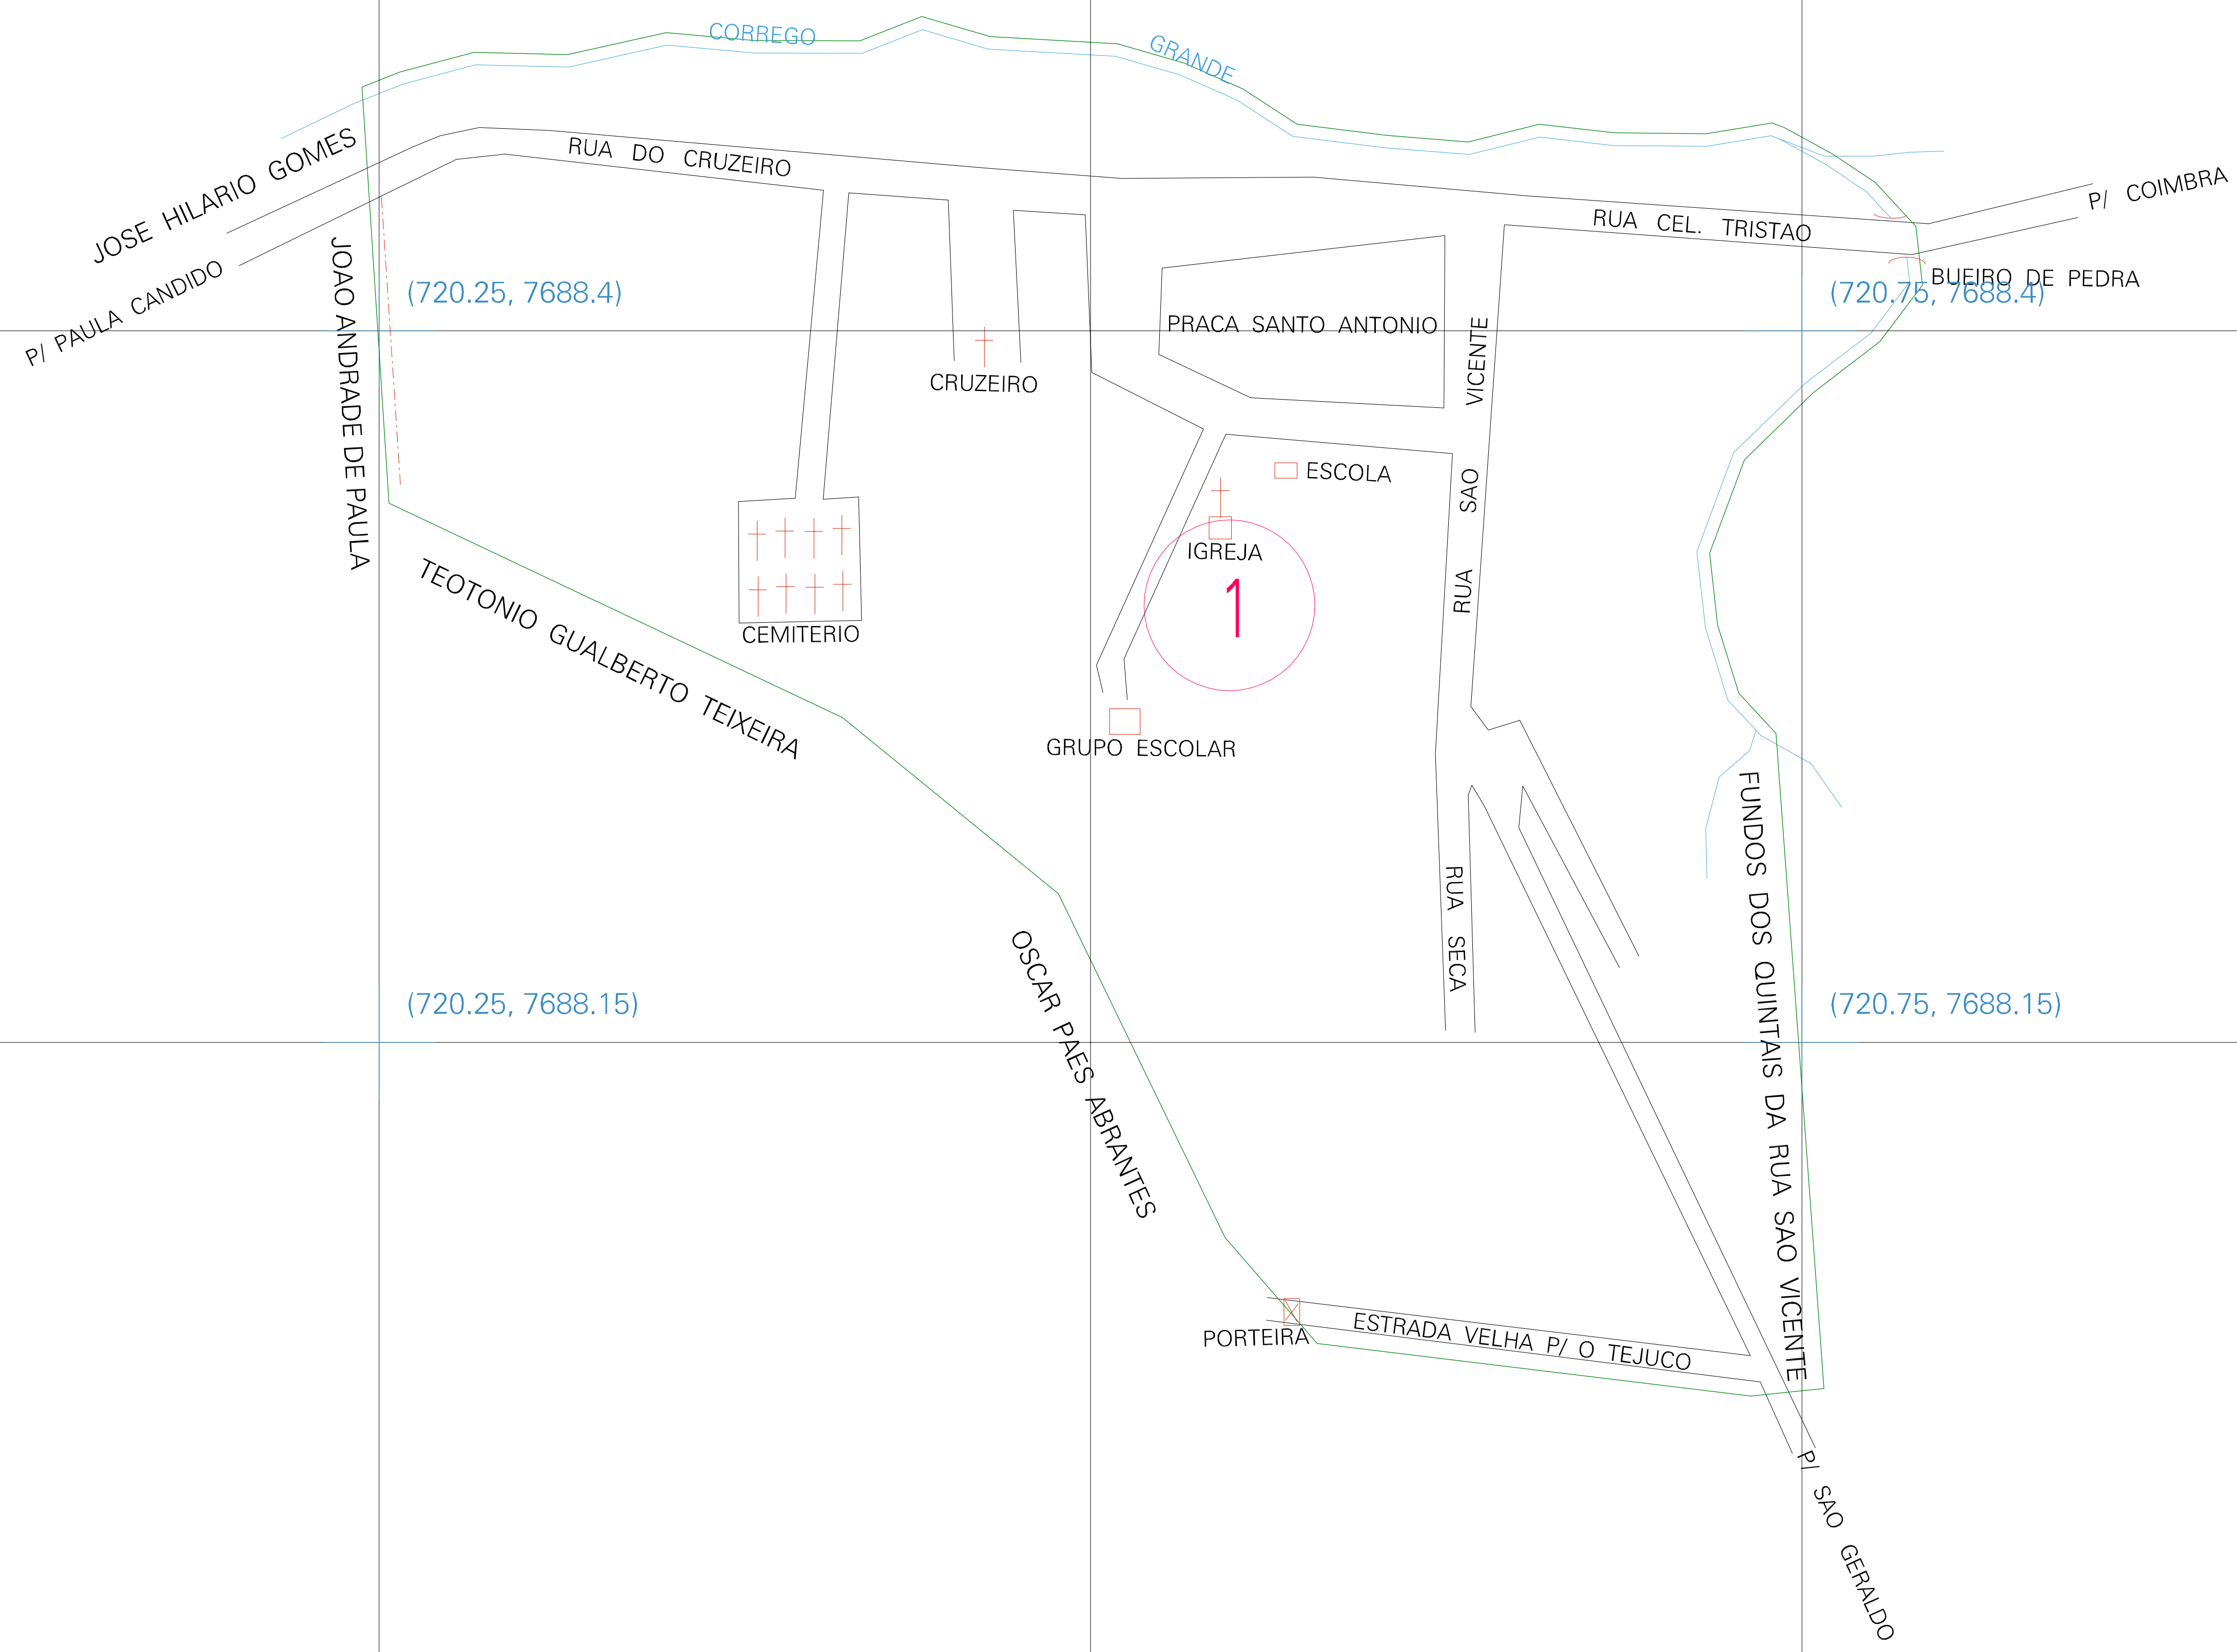 CORREGO
GRANDE
JOSE HILARIO GOMES
RUA DO CRUZEIRO
P/ COIMBRA
RUA CEL. TRISTAO
P/ PAULA CANDIDO
JOAO ANDRADE DE PAULA
(720.25, 7688.4)
BUEIRO DE PEDRA
(720.75, 7688.4)
PRACA SANTO ANTONIO
CRUZEIRO
RUA SAO VICENTE
ESCOLA
IGREJA
1
TEOTONIO GUALBERTO TEIXEIRA
CEMITERIO
GRUPO ESCOLAR
FUNDOS DOS QUINTAIS DA RUA SAO VICENTE
RUA SECA
OSCAR PAES ABRANTES
(720.25, 7688.15)
(720.75, 7688.15)
PORTEIRA
ESTRADA VELHA P/ O TEJUCO
P/ SAO GERALDO